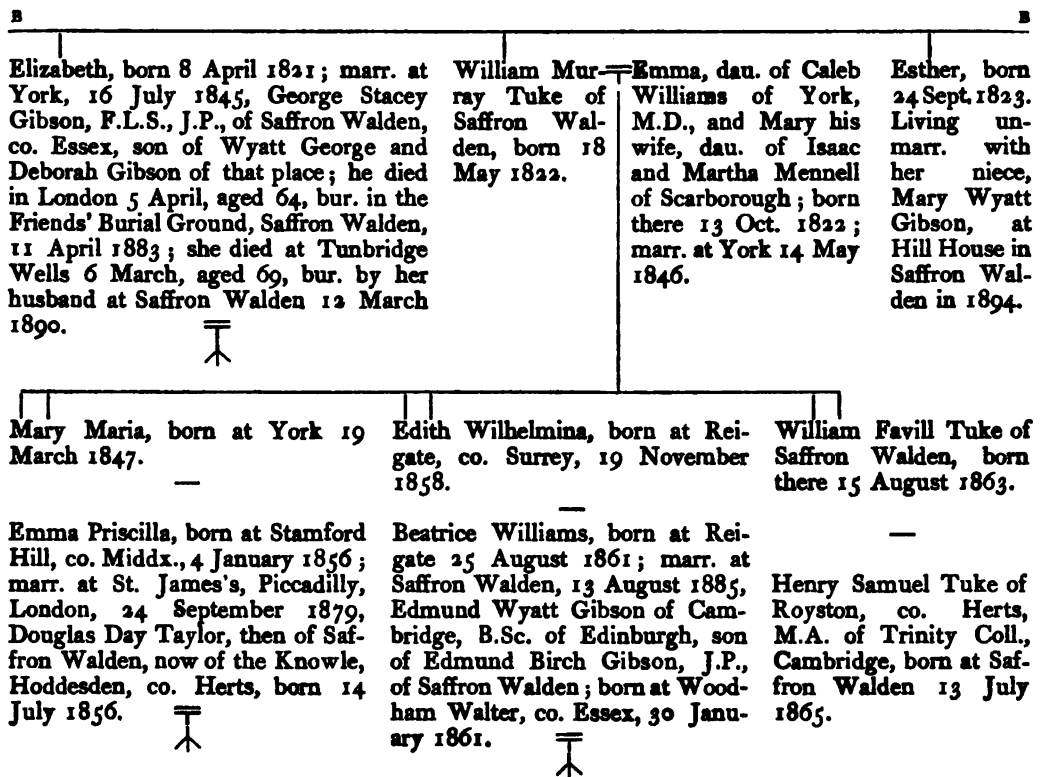 B B
Elizabeth, born 8 April 1821; marr. at
York, 16 July 1845, George Stacey
Gibson, F.L.S., J.P., of Saffron Walden,
co. Essex, son of Wyatt George and
Deborah Gibson of that place; he died
in London 5 April, aged 64, bur. in the
Friends' Burial Ground, Saffron Walden,
11 April 1883; she died at Tunbridge
Wells 6 March, aged 69, bur. by her
husband at Saffron Walden 12 March
1890.
William Mur-
ray Tuke of
Saffron Wal-
den, born 18
May 1822.
Emma, dau. of Caleb
Williams of York,
M.D., and Mary his
wife, dau. of Isaac
and Martha Mennell
of Scarborough; born
there 13 Oct. 1822;
marr. at York 14 May
1846.
Esther, born
24 Sept. 1823.
Living un-
marr. with
her niece,
Mary Wyatt
Gibson, at
Hill House in
Saffron Wal-
den in 1894.
Mary Maria, born at York 19
March 1847.
Emma Priscilla, born at Stamford
Hill, co. Middx., 4 January 1856;
marr. at St. James's, Piccadilly,
London, 24 September 1879,
Douglas Day Taylor, then of Saf-
fron Walden, now of the Knowle,
Hoddesden, co. Herts, born 14
July 1856.
Edith Wilhelmina, born at Rei-
gate, co. Surrey, 19 November
1858.
Beatrice Williams, born at Rei-
gate 25 August 1861; marr. at
Saffron Walden, 13 August 1885,
Edmund Wyatt Gibson of Cam-
bridge, B.Sc. of Edinburgh, son
of Edmund Birch Gibson, J.P.,
of Saffron Walden; born at Wood-
ham Walter, co. Essex, 30 Janu-
ary 1861.
William Favill Tuke of
Saffron Walden, born
there 15 August 1863.
Henry Samuel Tuke of
Royston, co. Herts,
M.A. of Trinity Coll.,
Cambridge, born at Saf-
fron Walden 13 July
1865.